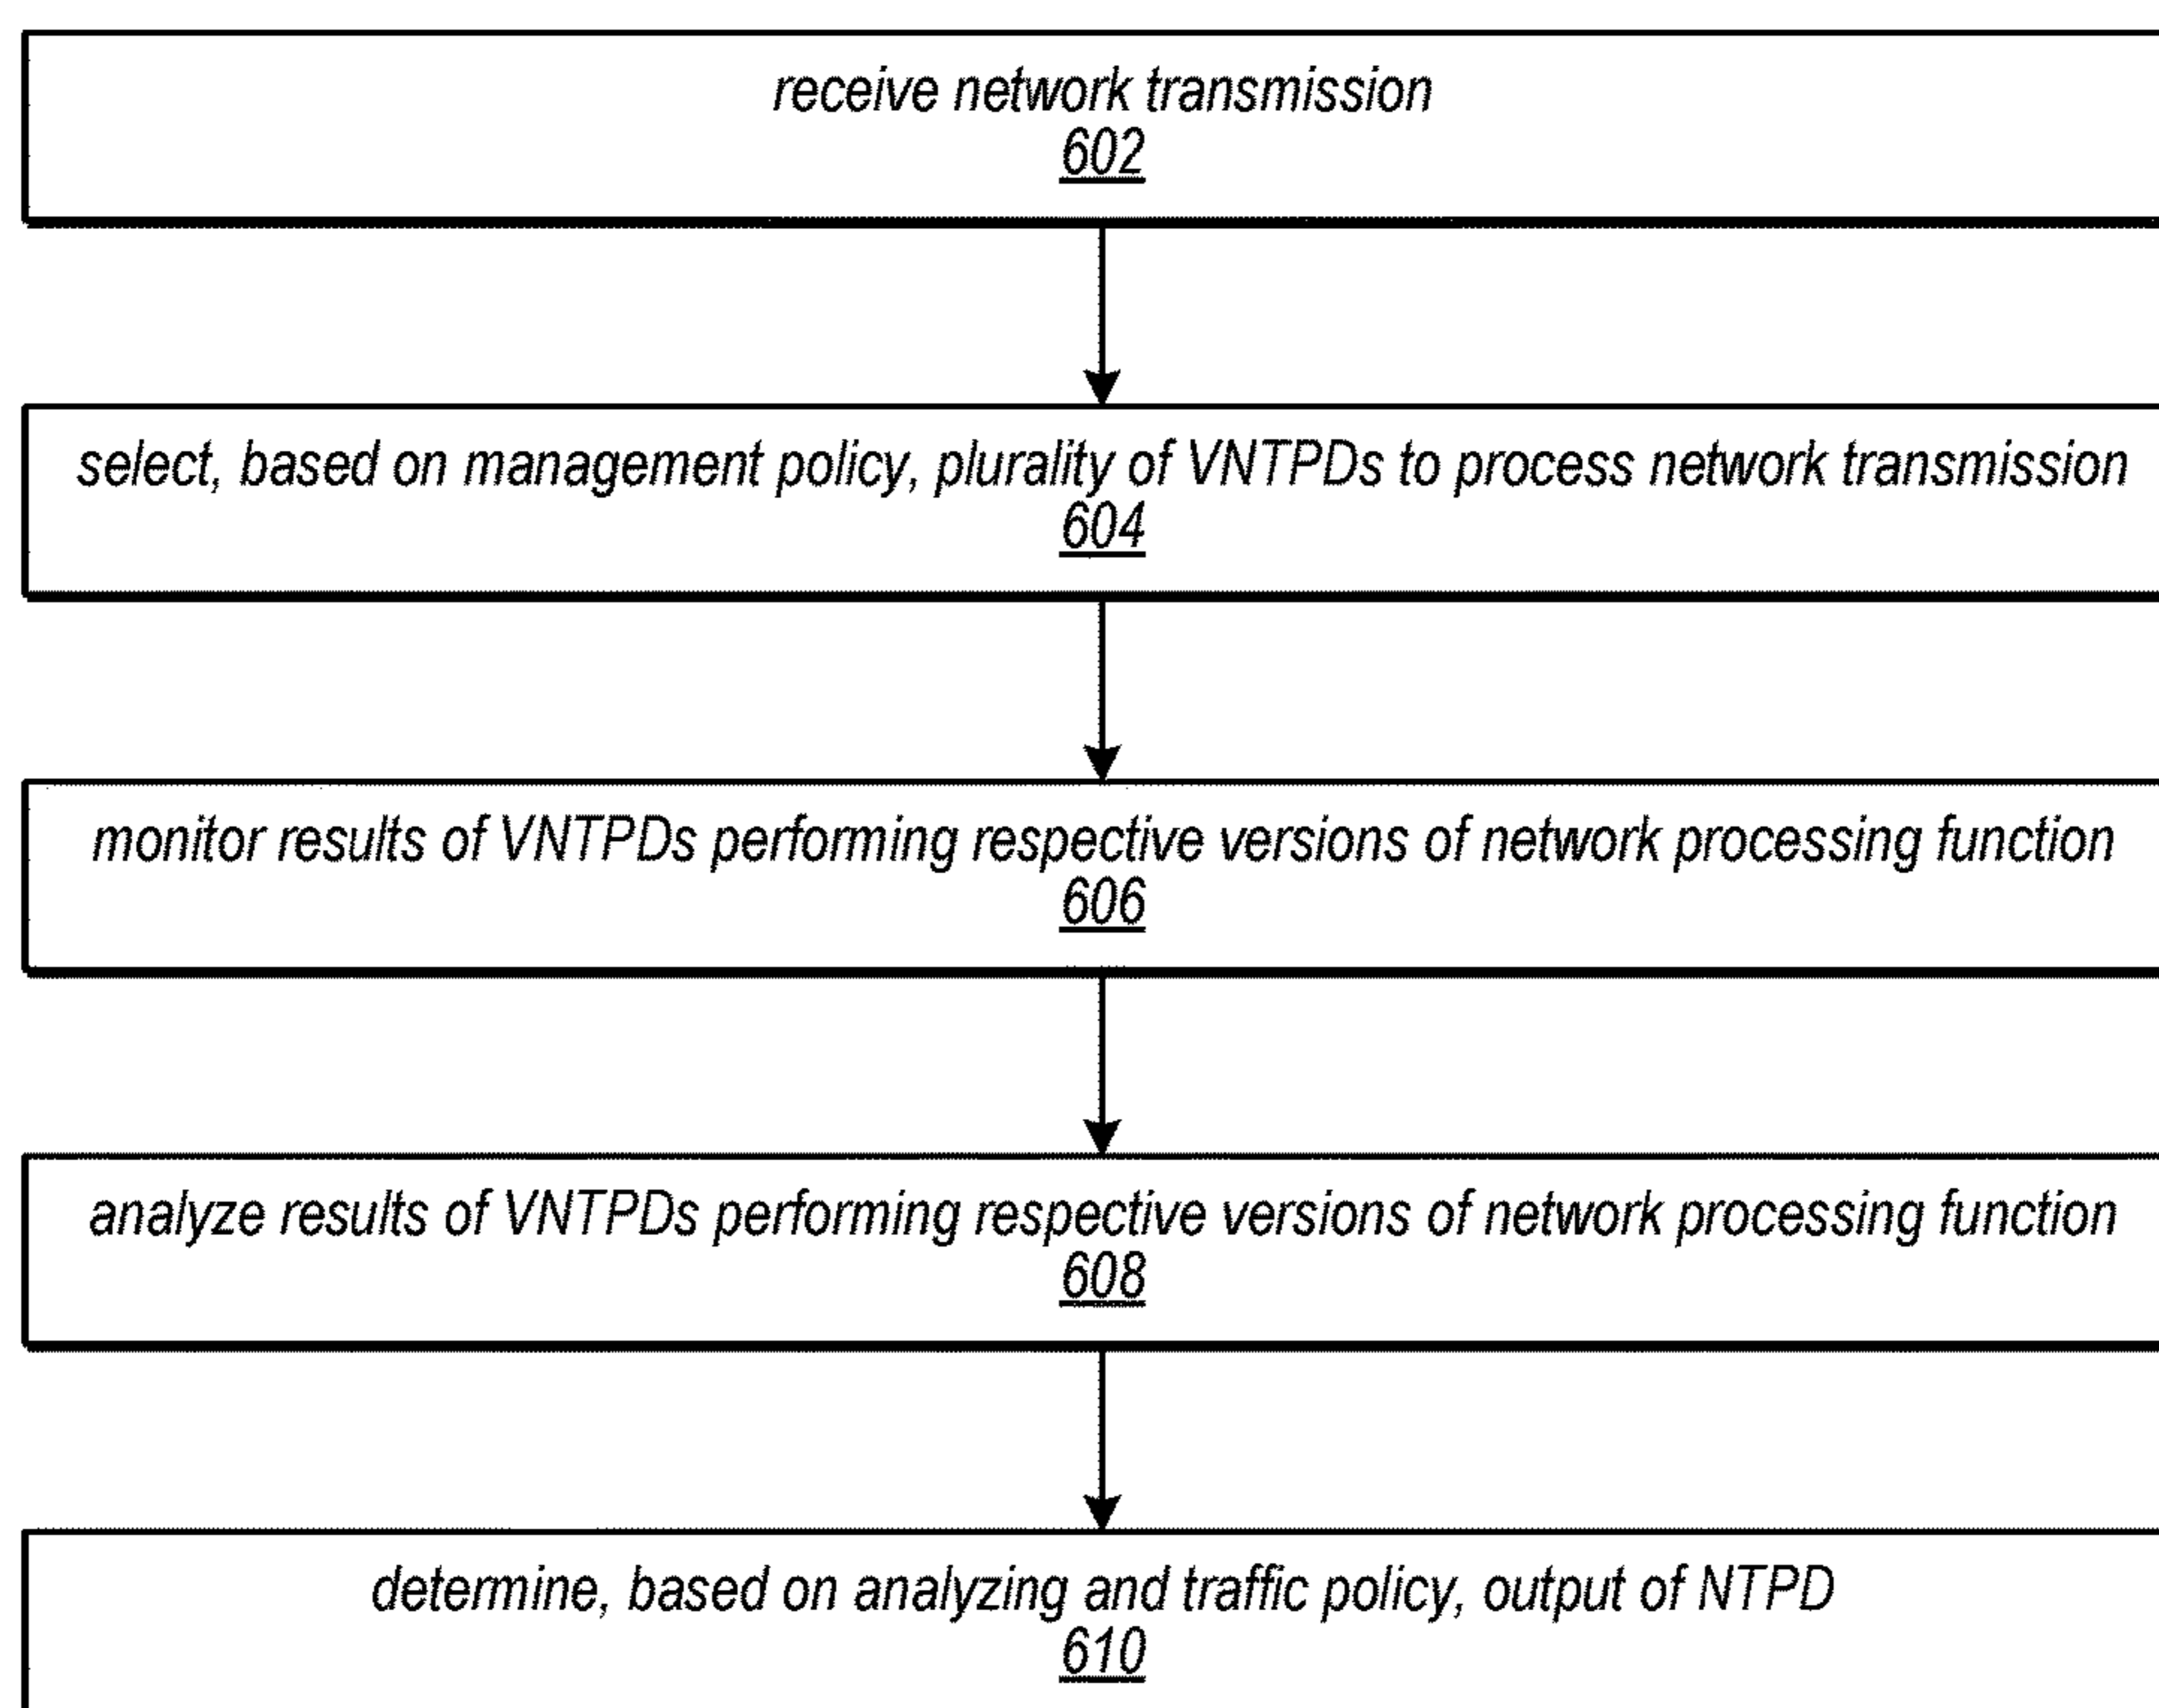 receive network transmission
602
select, based on management policy, plurality of VNTPDs to process network transmission
604
monitor results of VNTPDs performing respective versions of network processing function
606
analyze results of VNTPDs performing respective versions of network processing function
608
determine, based on analyzing and traffic policy, output of NTPD
610